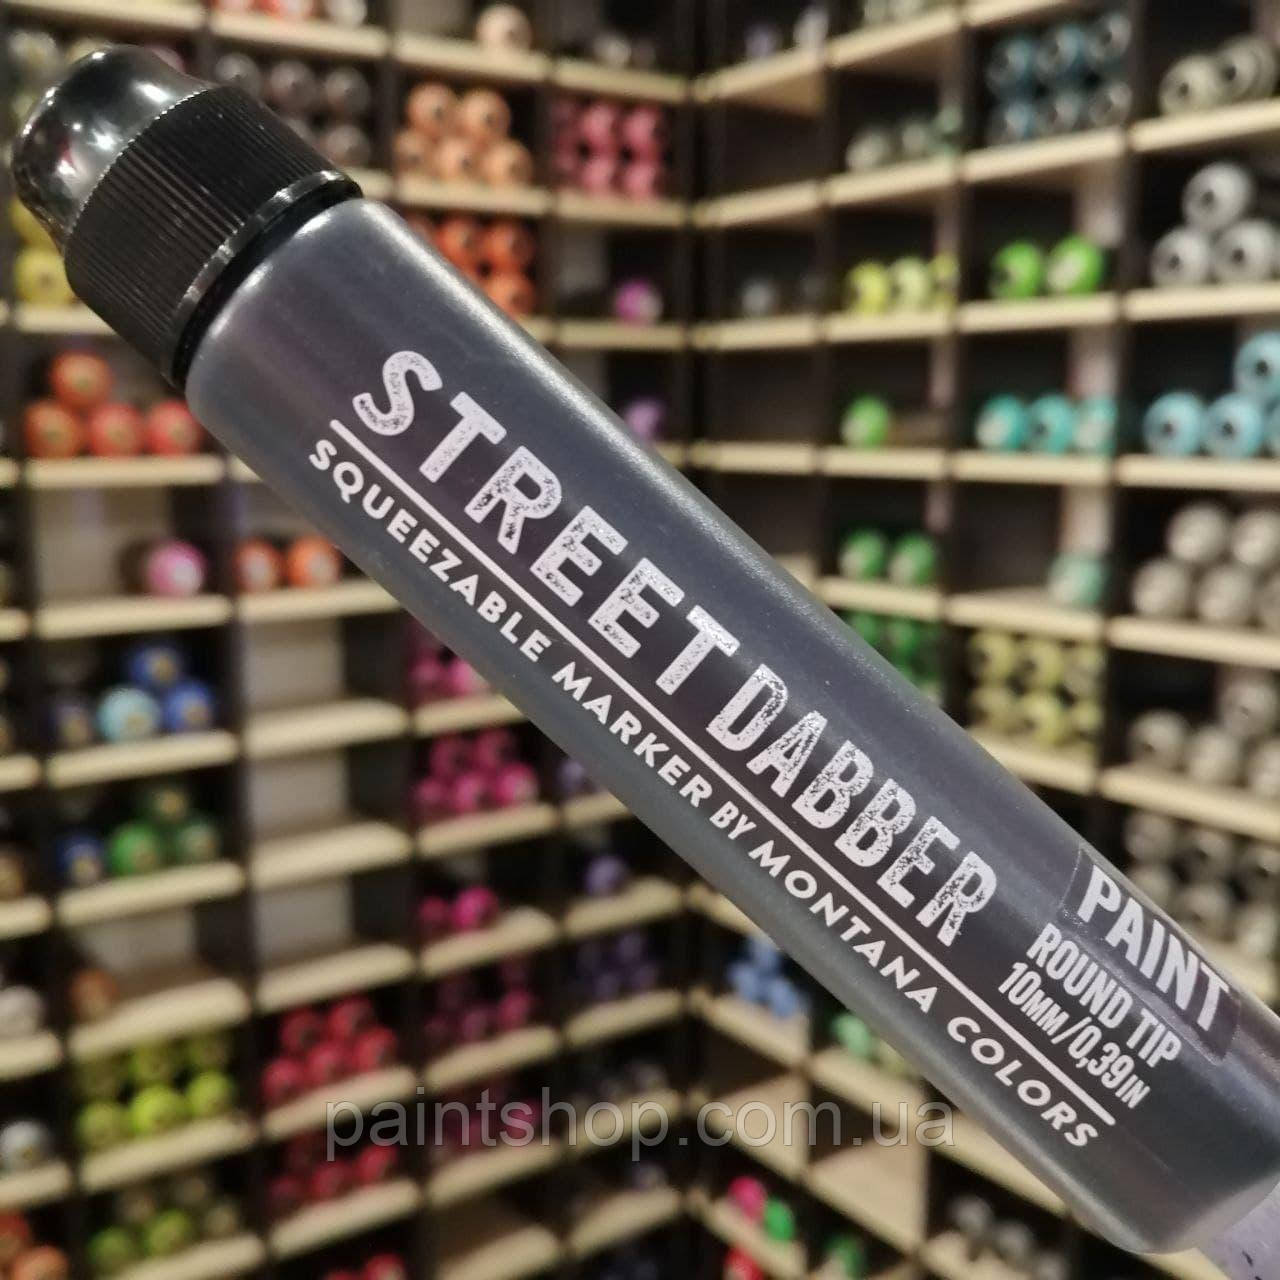 STREET DABBER
SQUEEZABLE MARKER BY MONTANA COLORS
PAINT
ROUND TIP
10MM/0,39IN
paintshop.com.ua